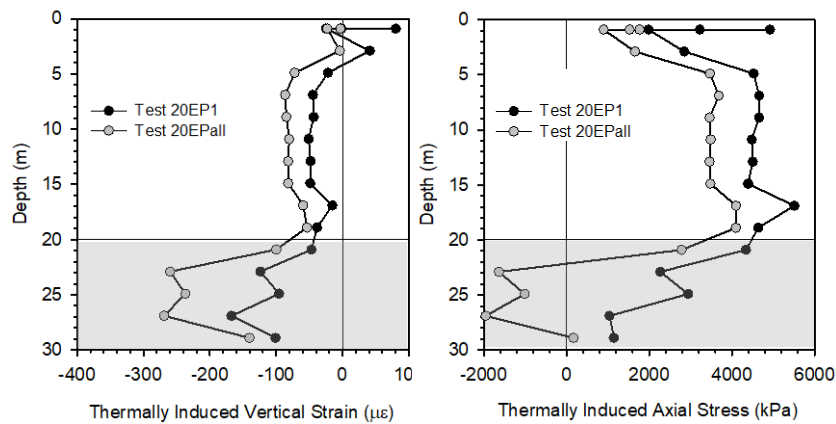 0
5
10
15
20
25
30
Depth (m)
Test 20EP1
Test 20EPall
-400 -300 -200 -100 0 10
Thermally Induced Vertical Strain (με)
0
5
10
15
20
25
30
Depth (m)
Test 20EP1
Test 20EPall
-2000 0 2000 4000 6000
Thermally Induced Axial Stress (kPa)